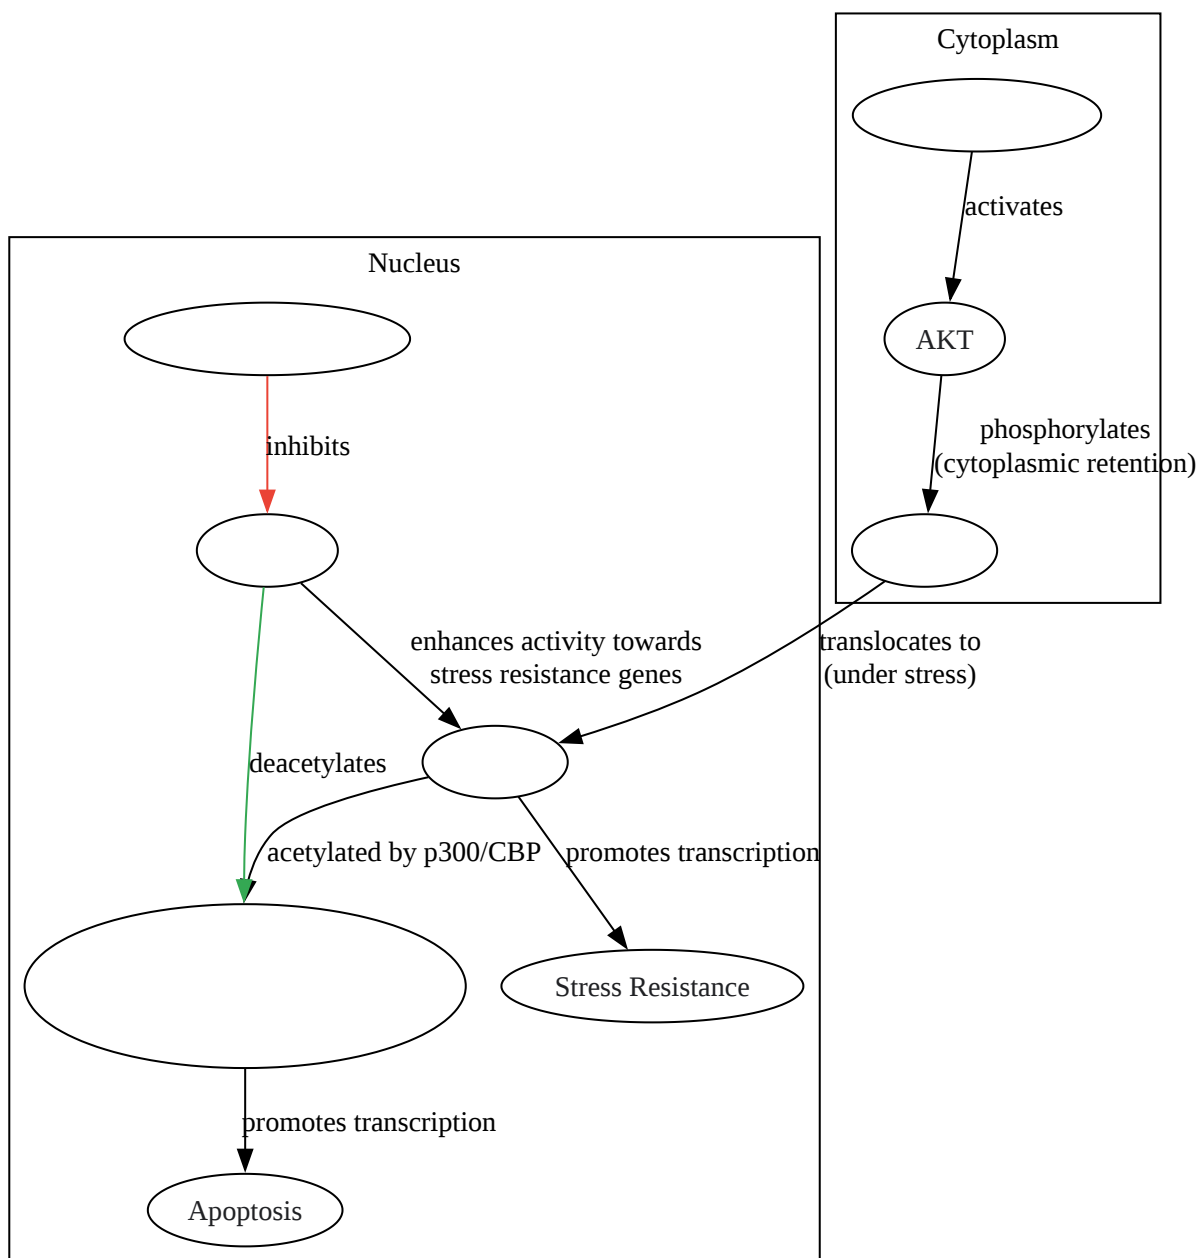 Cytoplasm
activates
Nucleus
AKT
phosphorylates
(cytoplasmic retention)
inhibits
enhances activity towards
stress resistance genes
translocates to
(under stress)
deacetylates
acetylated by p300/CBP
promotes transcription
Stress Resistance
promotes transcription
Apoptosis